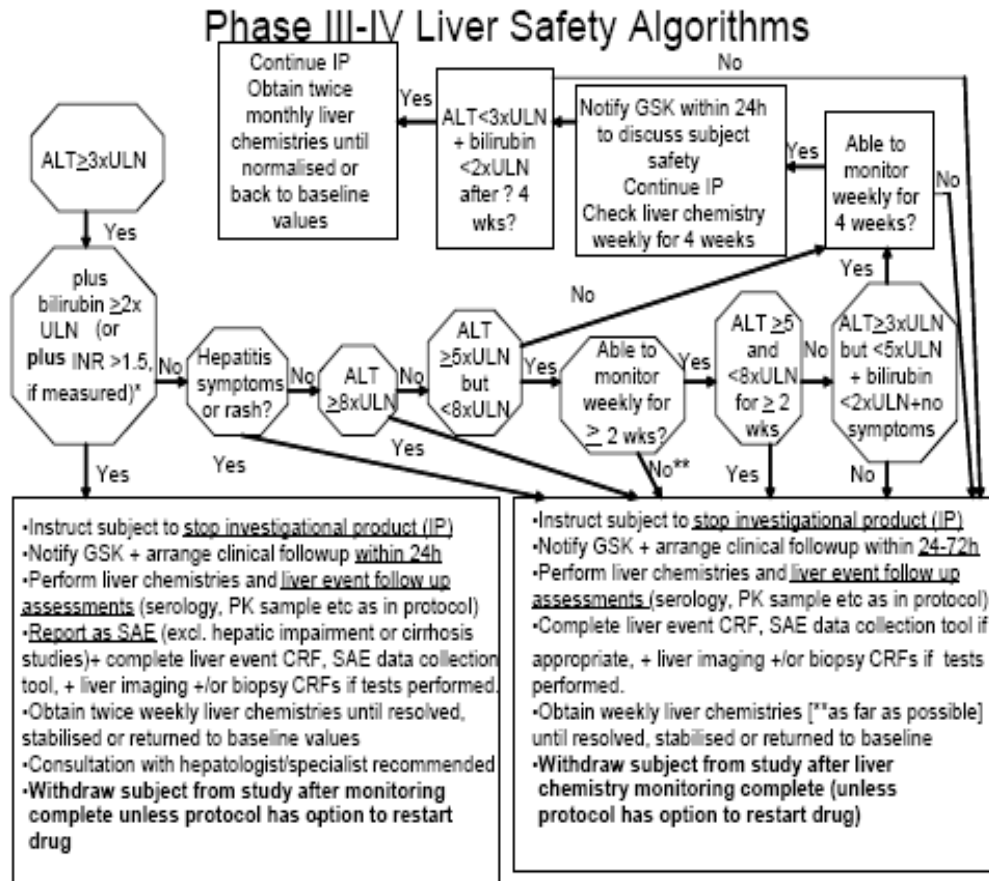 Phase III-IV Liver Safety Algorithms
Continue IP
Obtain twice
monthly liver
chemistries until
normalised or
back to baseline
values
Yes
ALT<3xULN
+ bilirubin
<2xULN
after ? 4
wks?
No
Notify GSK within 24h
to discuss subject
safety
Continue IP
Check liver chemistry
weekly for 4 weeks
Yes
Able to
monitor
weekly for
4 weeks?
No
ALT≥3xULN
Yes
plus
bilirubin ≥2x
ULN (or
plus INR >1.5,
if measured)*
No
Hepatitis
symptoms
or rash?
No
ALT
≥8xULN
No
ALT
≥5xULN
but
<8xULN
No
Yes
Able to
monitor
weekly for
≥ 2 wks?
Yes
ALT ≥5
and
<8xULN
for ≥ 2
wks
No
Yes
ALT≥3xULN
but <5xULN
+ bilirubin
<2xULN+no
symptoms
Yes
Yes
Yes
No**
Yes
No
•Instruct subject to stop investigational product (IP)
•Notify GSK + arrange clinical followup within 24h
•Perform liver chemistries and liver event follow up
assessments (serology, PK sample etc as in protocol)
•Report as SAE (excl. hepatic impairment or cirrhosis
studies)+ complete liver event CRF, SAE data collection
tool, + liver imaging +/or biopsy CRFs if tests performed.
•Obtain twice weekly liver chemistries until resolved,
stabilised or returned to baseline values
•Consultation with hepatologist/specialist recommended
•Withdraw subject from study after monitoring
complete unless protocol has option to restart
drug
•Instruct subject to stop investigational product (IP)
•Notify GSK + arrange clinical followup within 24-72h
•Perform liver chemistries and liver event follow up
assessments (serology, PK sample etc as in protocol)
•Complete liver event CRF, SAE data collection tool if
appropriate, + liver imaging +/or biopsy CRFs if tests
performed.
•Obtain weekly liver chemistries [**as far as possible]
until resolved, stabilised or returned to baseline
•Withdraw subject from study after liver
chemistry monitoring complete (unless
protocol has option to restart drug)